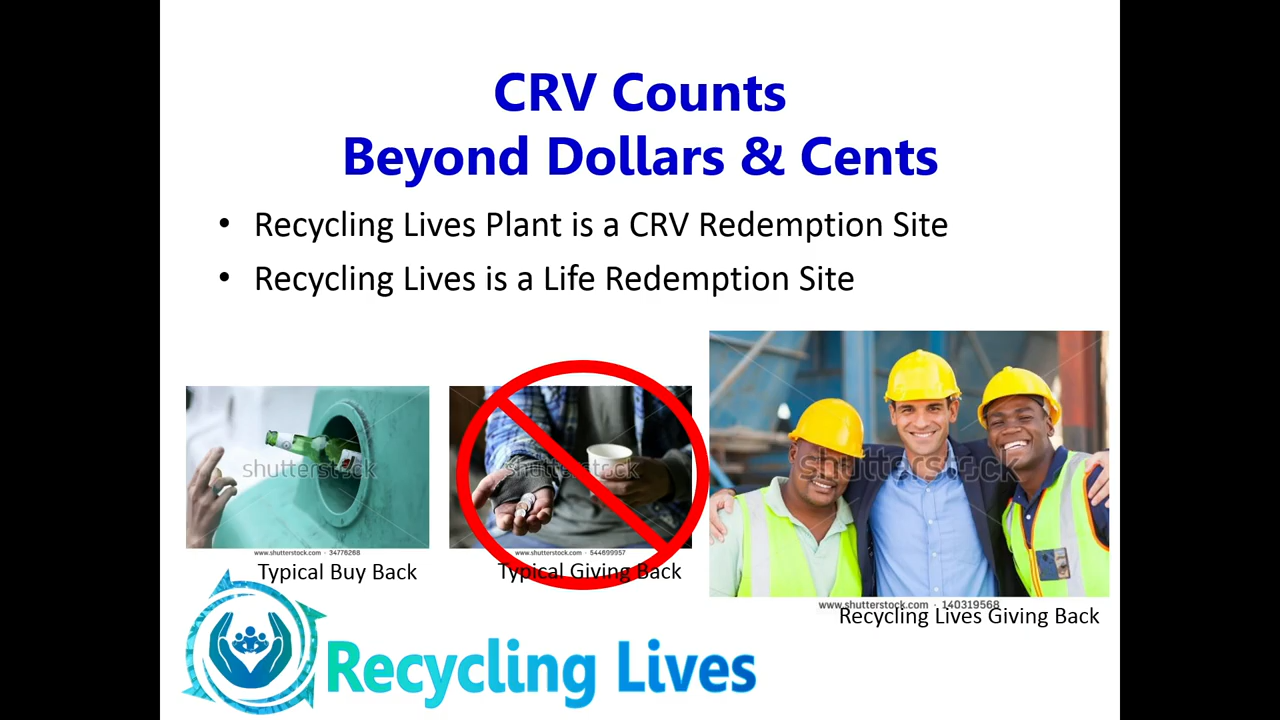 CRV Counts
Beyond Dollars & Cents
• Recycling Lives Plant is a CRV Redemption Site
• Recycling Lives is a Life Redemption Site
shutterstock
www.shutterstock.com · 34776268
Typical Buy Back
shutterstock
www.shutterstock.com · 544699957
Typical Giving Back
shutterstock
www.shutterstock.com · 140319568
Recycling Lives Giving Back
Recycling Lives